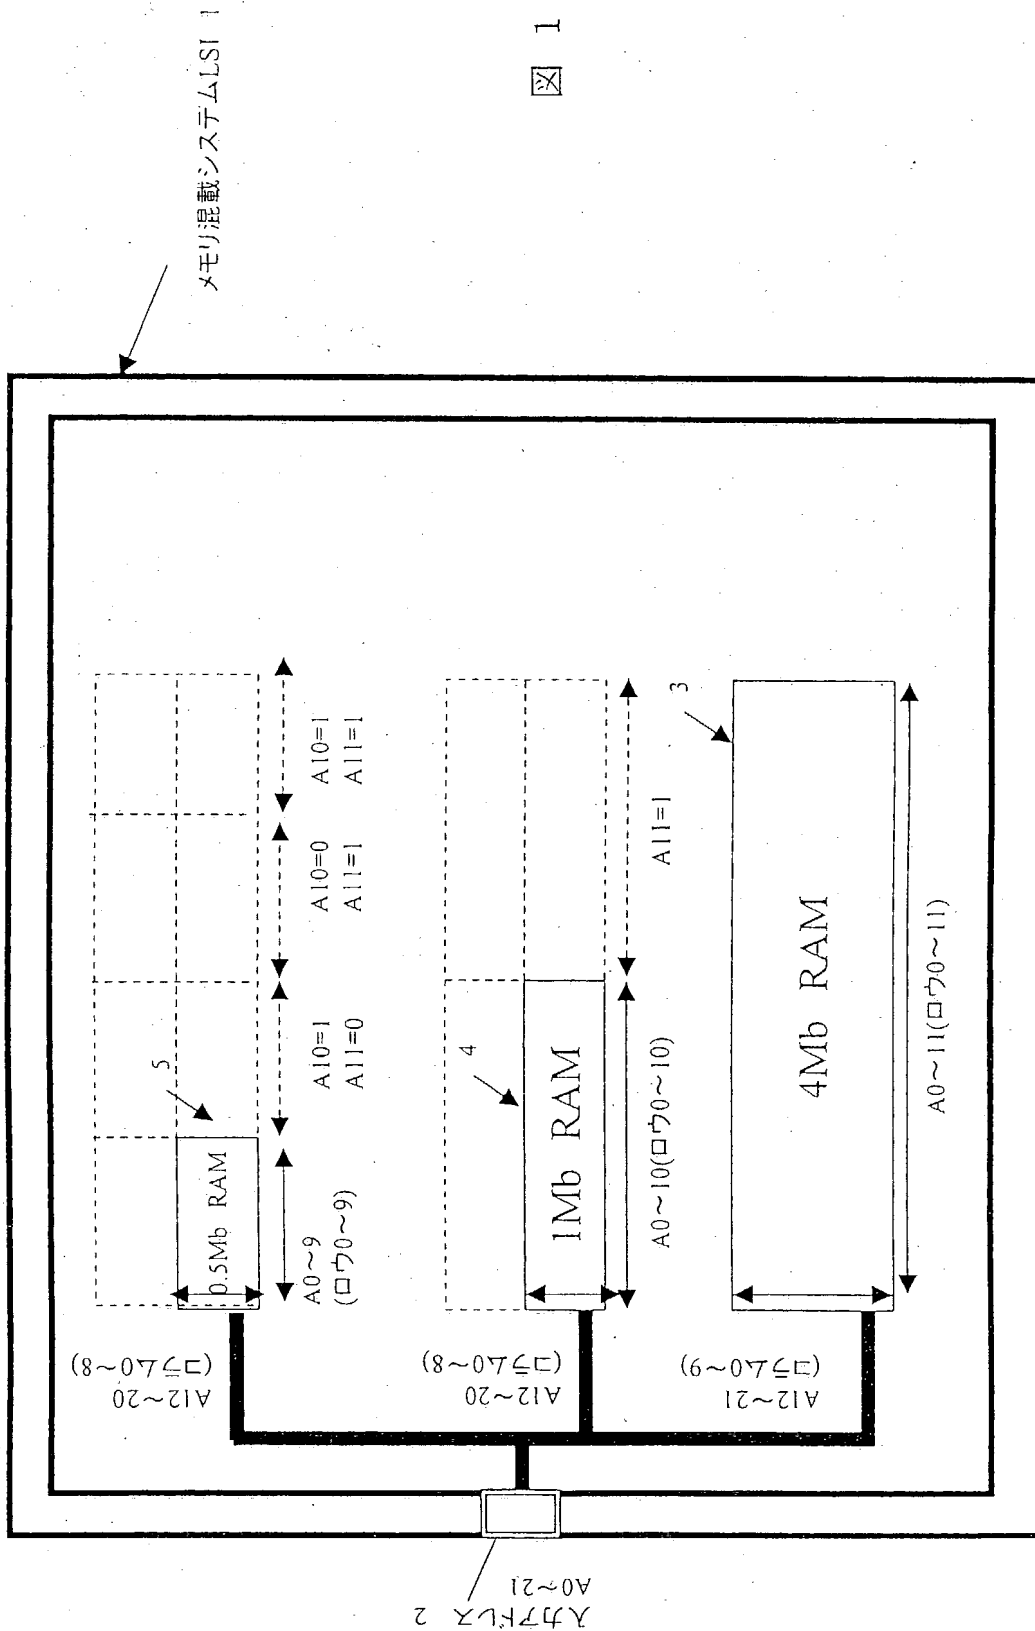 図 1
メモリ混載システムLSI 1
入力アドレス 2
A0~21
A12~20
(コラム0~8)
0.5Mb RAM
5
A0~9
(ロウ0~9)
A10=1
A11=0
A10=0
A11=1
A10=1
A11=1
A12~20
(コラム0~8)
1Mb RAM
4
A0~10(ロウ0~10)
A11=1
A12~21
(コラム0~9)
4Mb RAM
3
A0~11(ロウ0~11)